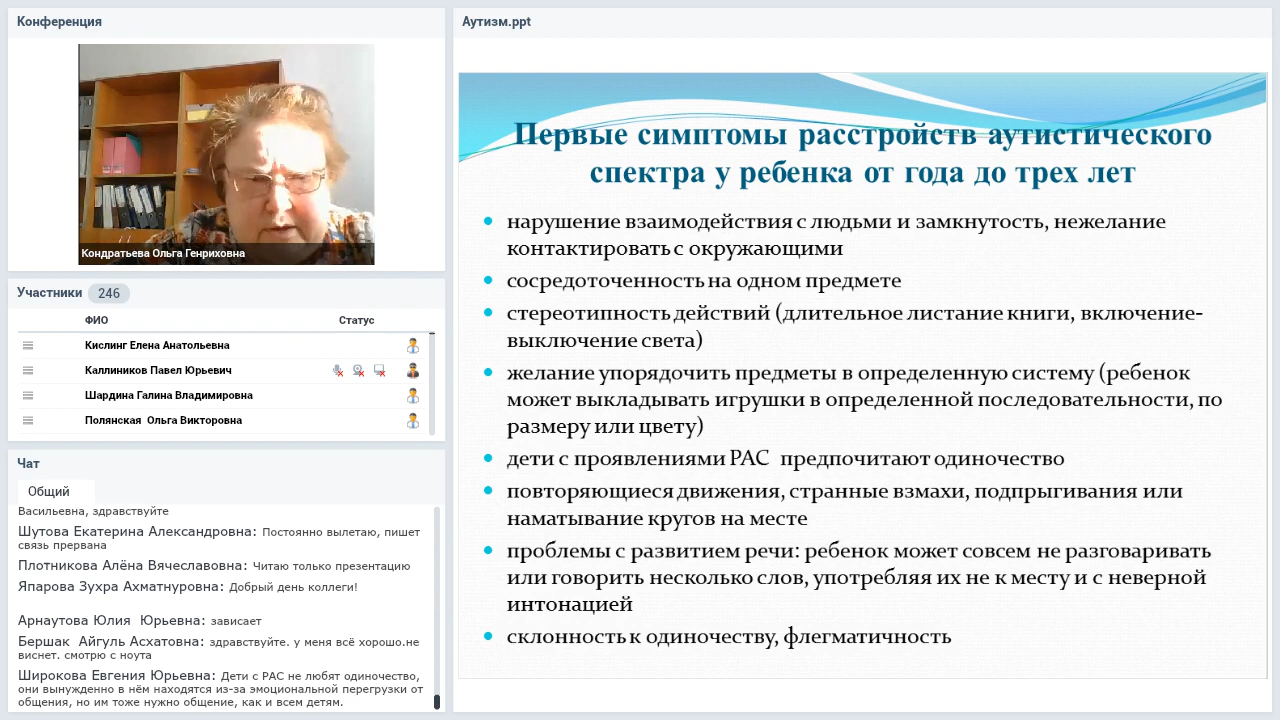 Конференция
Кондратьева Ольга Генриховна
Участники 246
ФИО Статус
Кислинг Елена Анатольевна
Каллиников Павел Юрьевич
Шардина Галина Владимировна
Полянская Ольга Викторовна
Чат
Общий
Васильевна, здравствуйте
Шутова Екатерина Александровна: Постоянно вылетаю, пишет
связь прервана
Плотникова Алёна Вячеславовна: Читаю только презентацию
Япарова Зухра Ахматнуровна: Добрый день коллеги!
Арнаутова Юлия Юрьевна: зависает
Бершак Айгуль Асхатовна: здравствуйте. у меня всё хорошо.не
виснет. смотрю с ноута
Широкова Евгения Юрьевна: Дети с РАС не любят одиночество,
они вынужденно в нём находятся из-за эмоциональной перегрузки от
общения, но им тоже нужно общение, как и всем детям.
Аутизм.ppt
Первые симптомы расстройств аутистического
спектра у ребенка от года до трех лет
нарушение взаимодействия с людьми и замкнутость, нежелание
контактировать с окружающими
сосредоточенность на одном предмете
стереотипность действий (длительное листание книги, включение-
выключение света)
желание упорядочить предметы в определенную систему (ребенок
может выкладывать игрушки в определенной последовательности, по
размеру или цвету)
дети с проявлениями РАС предпочитают одиночество
повторяющиеся движения, странные взмахи, подпрыгивания или
наматывание кругов на месте
проблемы с развитием речи: ребенок может совсем не разговаривать
или говорить несколько слов, употребляя их не к месту и с неверной
интонацией
склонность к одиночеству, флегматичность